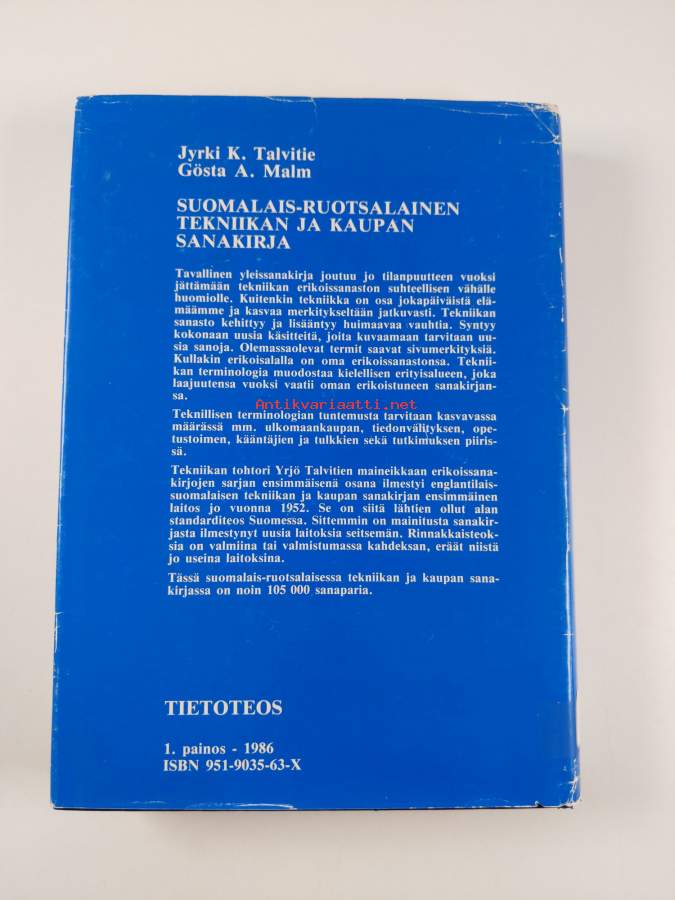 Jyrki K. Talvitie
Gösta A. Malm
SUOMALAIS-RUOTSALAINEN
TEKNIIKAN JA KAUPAN
SANAKIRJA
Tavallinen yleissanakirja joutuu jo tilanpuutteen vuoksi
jättämään tekniikan erikoissanaston suhteellisen vähälle
huomiolle. Kuitenkin tekniikka on osa jokapäiväistä elä-
määmme ja kasvaa merkitykseltään jatkuvasti. Tekniikan
sanasto kehittyy ja lisääntyy huimaavaa vauhtia. Syntyy
kokonaan uusia käsitteitä, joita kuvaamaan tarvitaan uu-
sia sanoja. Olemassaolevat termit saavat sivumerkityksiä.
Kullakin erikoisalalla on oma erikoissanastonsa. Teknii-
kan terminologia muodostaa kielellisen erityisalueen, joka
laajuutensa vuoksi vaatii oman erikoistuneen sanakirjan-
sa.
Antikvariaatti.net
Teknillisen terminologian tuntemusta tarvitaan kasvavassa
määrässä mm. ulkomaankaupan, tiedonvälityksen, ope-
tustoimen, kääntäjien ja tulkkien sekä tutkimuksen piiris-
sä.
Tekniikan tohtori Yrjö Talvitien maineikkaan erikoissana-
kirjojen sarjan ensimmäisenä osana ilmestyi englantilais-
suomalaisen tekniikan ja kaupan sanakirjan ensimmäinen
laitos jo vuonna 1952. Se on siitä lähtien ollut alan
standarditeos Suomessa. Sittemmin on mainitusta sanakir-
jasta ilmestynyt uusia laitoksia seitsemän. Rinnakkaisteok-
sia on valmiina tai valmistumassa kahdeksan, eräät niistä
jo useina laitoksina.
Tässä suomalais-ruotsalaisessa tekniikan ja kaupan sana-
kirjassa on noin 105 000 sanaparia.
TIETOTEOS
1. painos - 1986
ISBN 951-9035-63-X